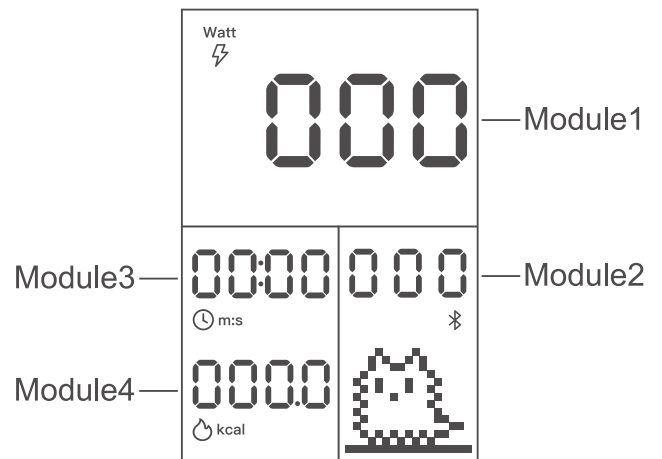 Watt
000
Module1
00:00
m:s
Module3
000
Module2
000.0
kcal
Module4